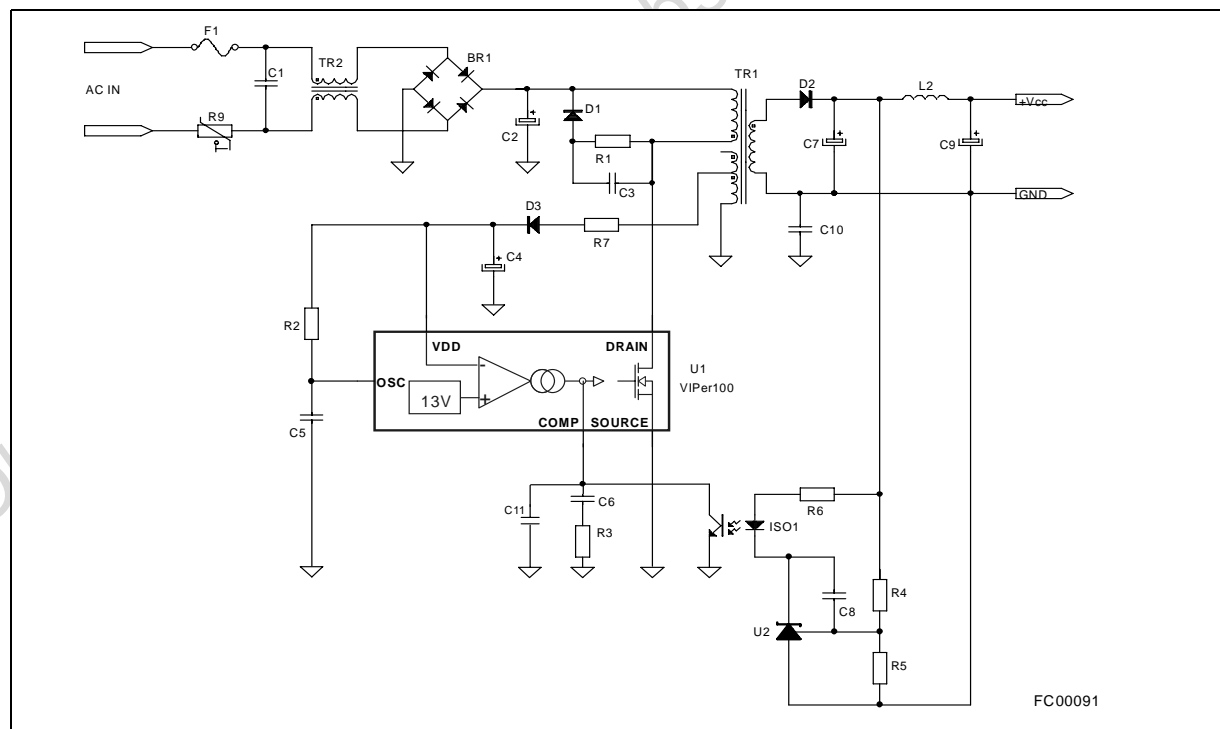 F1
BR1
TR2
TR1
C1
D2
L2
AC IN
+Vcc
D1
R9
C2
C7
C9
R1
C3
GND
D3
C10
R7
C4
R2
VDD
DRAIN
U1
OSC
-
VIPer100
13V
+
C5
COMP
SOURCE
C6
R6
C11
ISO1
R3
R4
C8
U2
R5
FC00091